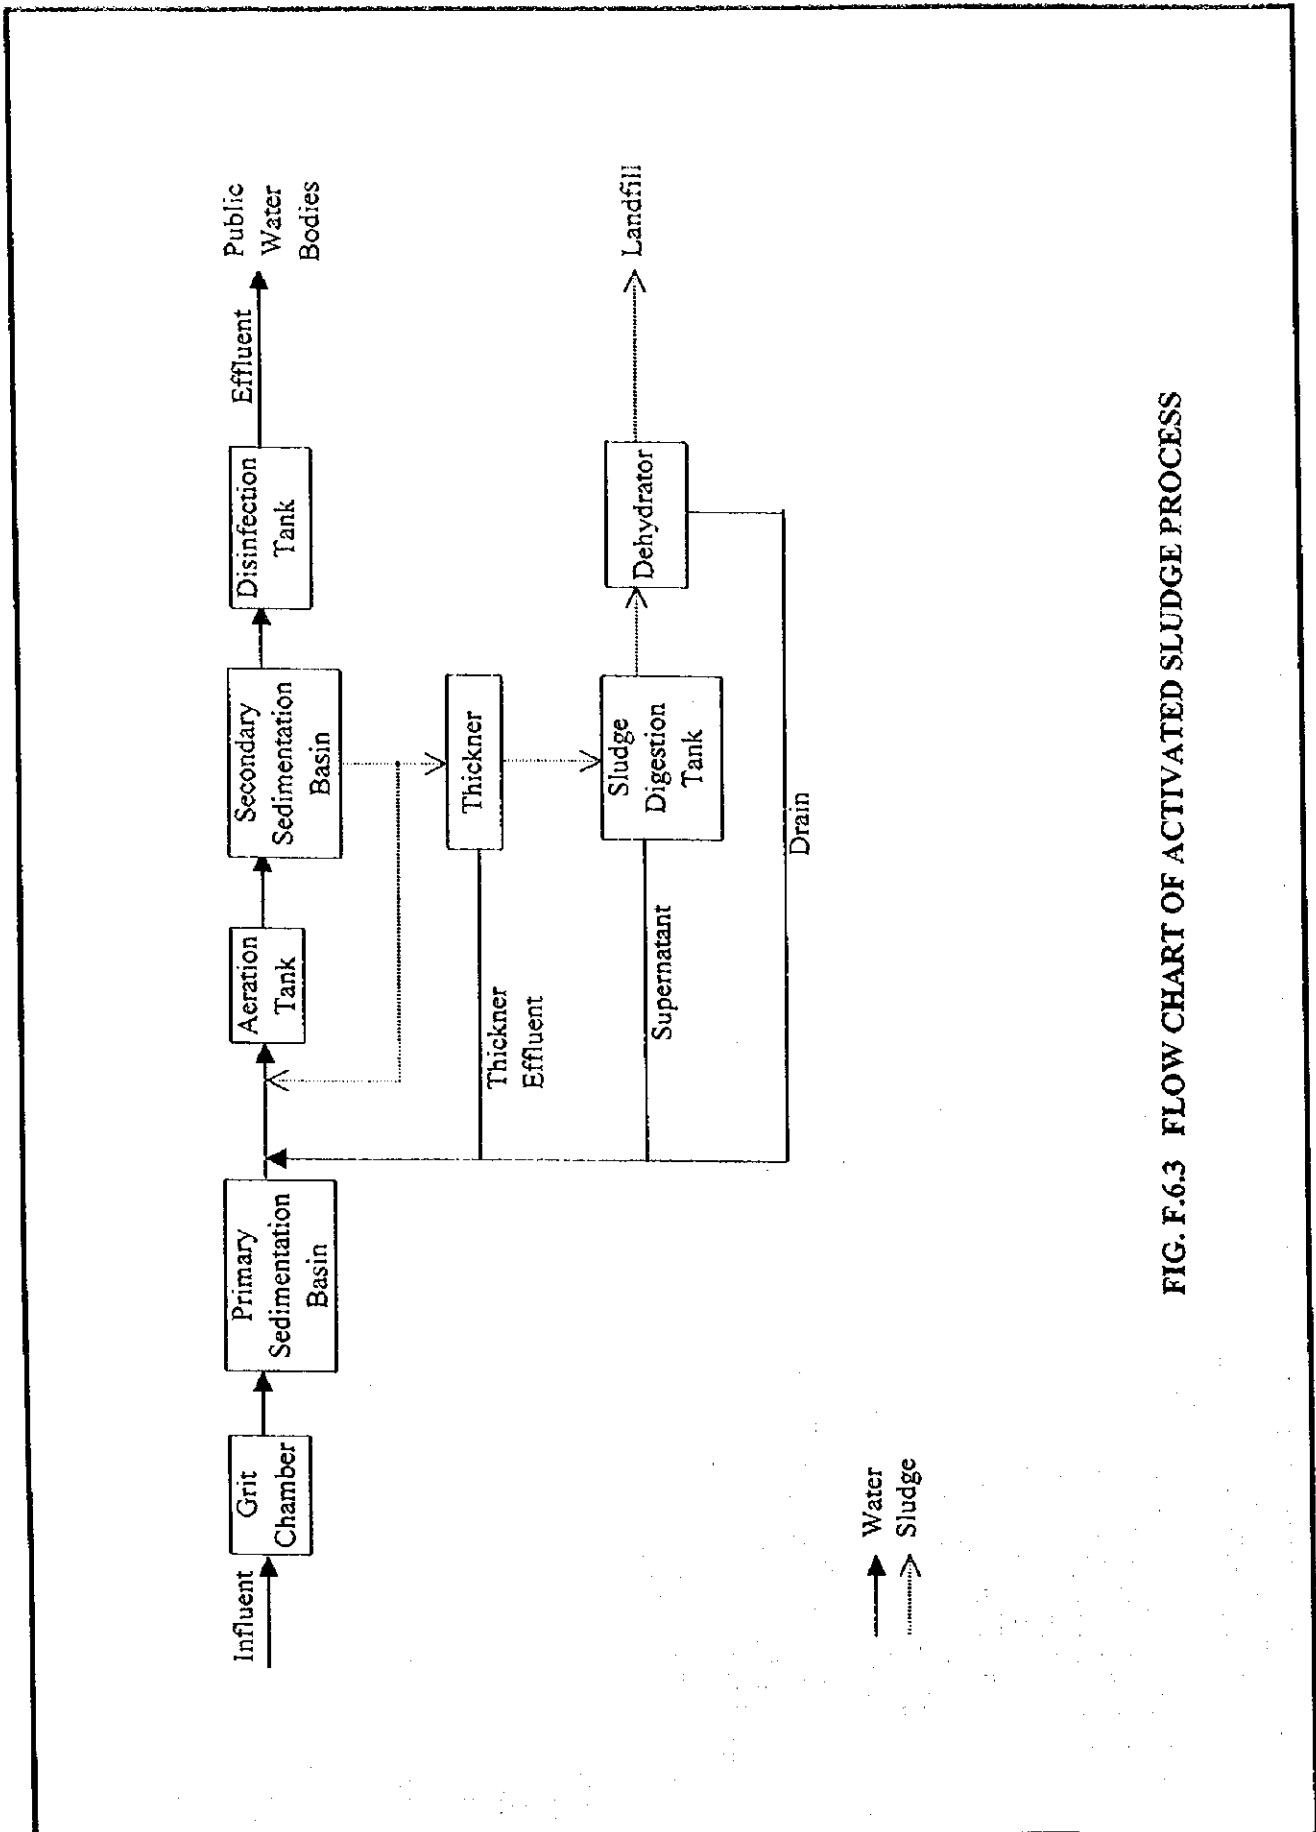 Influent
Grit
Chamber
Primary
Sedimentation
Basin
Aeration
Tank
Secondary
Sedimentation
Basin
Disinfection
Tank
Effluent
Public
Water
Bodies
Thickner
Thickner
Effluent
Sludge
Digestion
Tank
Supernatant
Dehydrator
Landfill
Drain
Water
Sludge
FIG. F.6.3 FLOW CHART OF ACTIVATED SLUDGE PROCESS